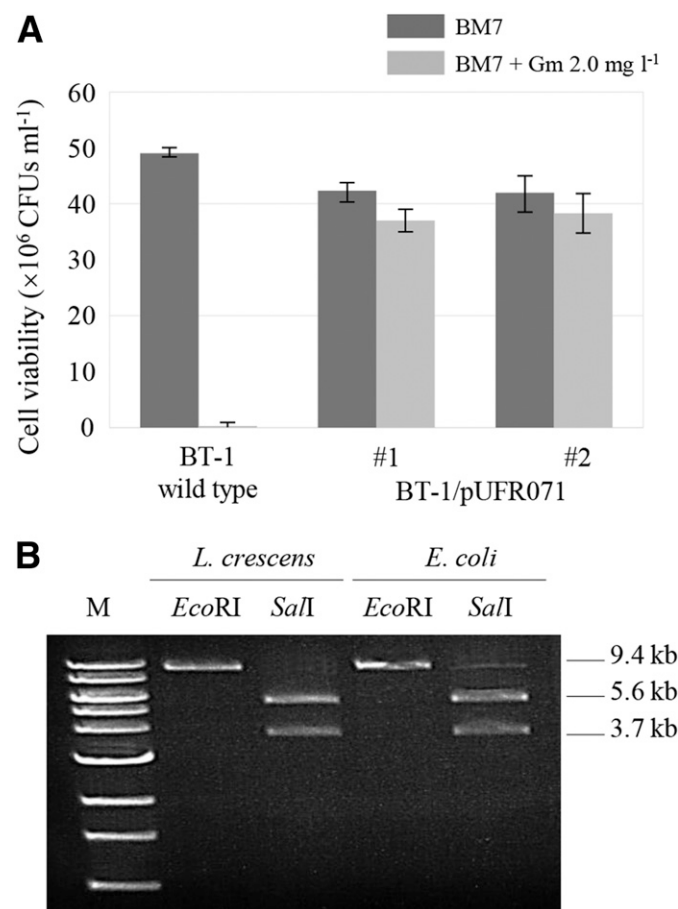 A
BM7
BM7 + Gm 2.0 mg l-1
Cell viability (×10⁶ CFUs ml-1)
60
50
40
30
20
10
0
BT-1
wild type
#1
#2
BT-1/pUFR071
B
L. crescens
E. coli
M
EcoRI
SalI
EcoRI
SalI
9.4 kb
5.6 kb
3.7 kb